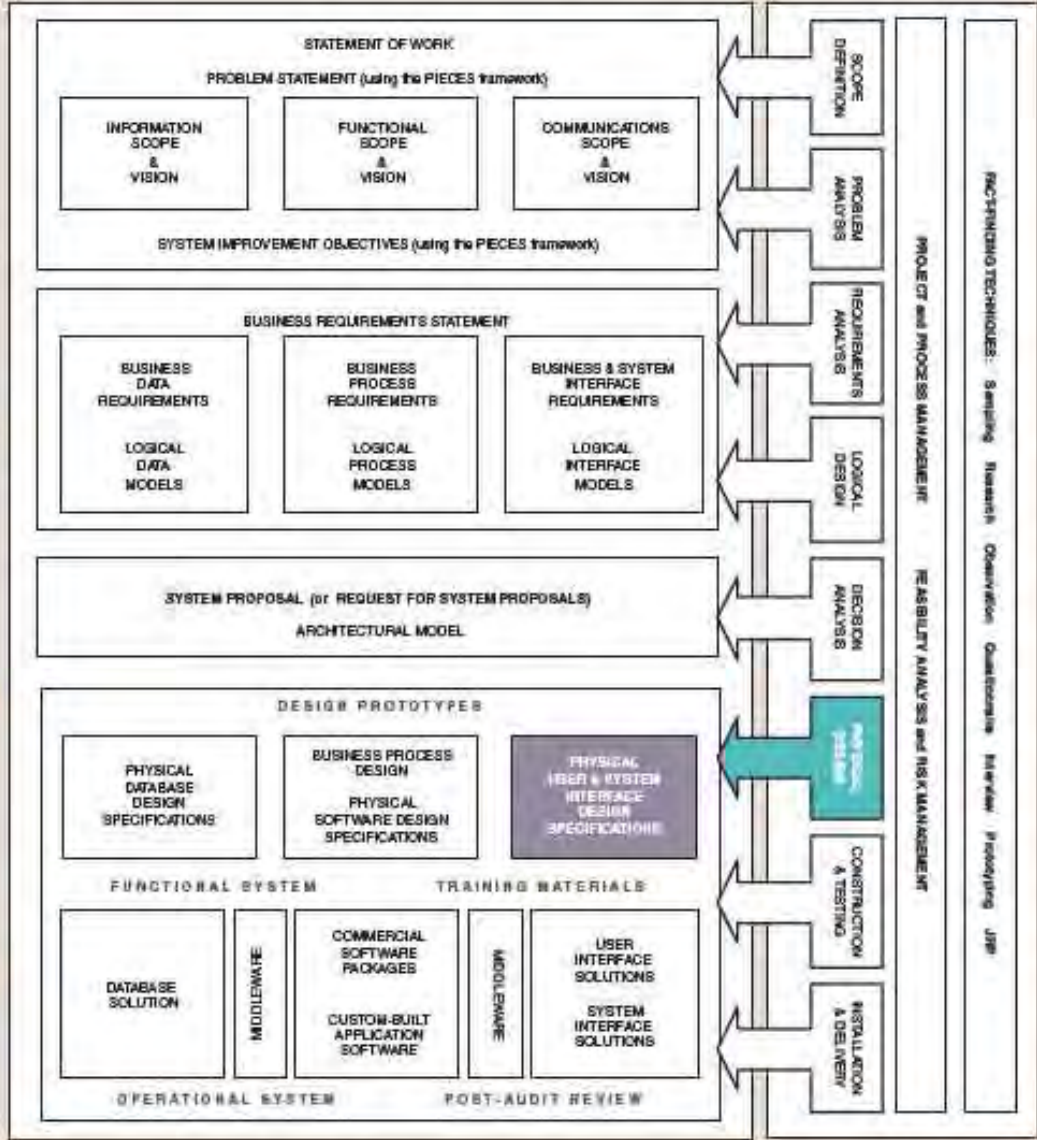 STATEMENT OF WORK
PROBLEM STATEMENT (using the PIECES framework)
INFORMATION
SCOPE
&
VISION
FUNCTIONAL
SCOPE
&
VISION
COMMUNICATIONS
SCOPE
&
VISION
SYSTEM IMPROVEMENT OBJECTIVES (using the PIECES framework)
BUSINESS REQUIREMENTS STATEMENT
BUSINESS
DATA
REQUIREMENTS
LOGICAL
DATA
MODELS
BUSINESS
PROCESS
REQUIREMENTS
LOGICAL
PROCESS
MODELS
BUSINESS & SYSTEM
INTERFACE
REQUIREMENTS
LOGICAL
INTERFACE
MODELS
SYSTEM PROPOSAL (or REQUEST FOR SYSTEM PROPOSALS)
ARCHITECTURAL MODEL
DESIGN PROTOTYPES
PHYSICAL
DATABASE
DESIGN
SPECIFICATIONS
BUSINESS PROCESS
DESIGN
PHYSICAL
SOFTWARE DESIGN
SPECIFICATIONS
PHYSICAL
USER & SYSTEM
INTERFACE
DESIGN
SPECIFICATIONS
FUNCTIONAL SYSTEM
TRAINING MATERIALS
DATABASE
SOLUTION
MIDDLEWARE
COMMERCIAL
SOFTWARE
PACKAGES
CUSTOM-BUILT
APPLICATION
SOFTWARE
MIDDLEWARE
USER
INTERFACE
SOLUTIONS
SYSTEM
INTERFACE
SOLUTIONS
OPERATIONAL SYSTEM
POST-AUDIT REVIEW
SCOPE
DEFINITION
PROBLEM
ANALYSIS
REQUIREMENTS
ANALYSIS
LOGICAL
DESIGN
DECISION
ANALYSIS
PHYSICAL
DESIGN
CONSTRUCTION
& TESTING
INSTALLATION
& DELIVERY
PROJECT and PROCESS MANAGEMENT FEASIBILITY ANALYSIS and RISK MANAGEMENT
FACT-FINDING TECHNIQUES: Sampling Research Observation Questionnaire Interview Prototyping JRP